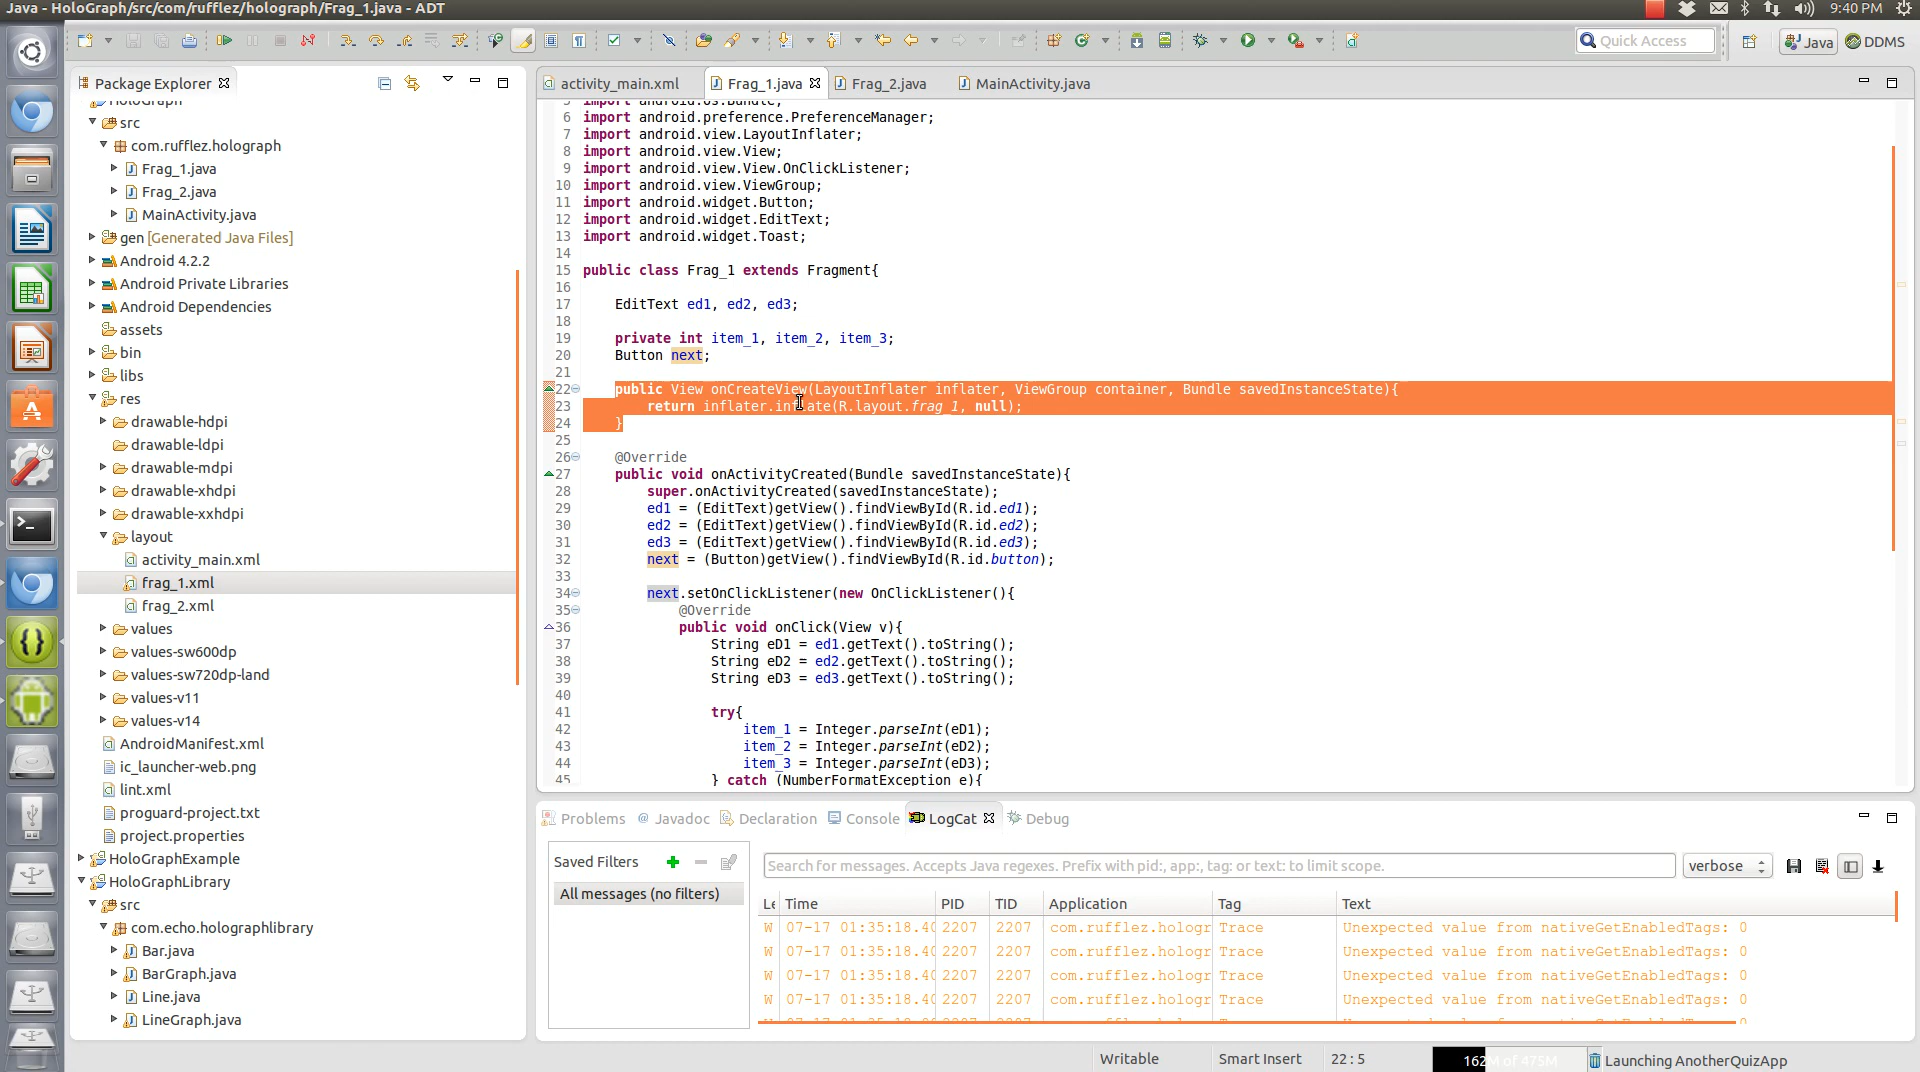 Java - HoloGraph/src/com/rufflez/holograph/Frag_1.java - ADT
9:40 PM
Quick Access
Java
DDMS
Package Explorer
HoloGraph
src
com.rufflez.holograph
Frag_1.java
Frag_2.java
MainActivity.java
gen [Generated Java Files]
Android 4.2.2
Android Private Libraries
Android Dependencies
assets
bin
libs
res
drawable-hdpi
drawable-ldpi
drawable-mdpi
drawable-xhdpi
drawable-xxhdpi
layout
activity_main.xml
frag_1.xml
frag_2.xml
values
values-sw600dp
values-sw720dp-land
values-v11
values-v14
AndroidManifest.xml
ic_launcher-web.png
lint.xml
proguard-project.txt
project.properties
HoloGraphExample
HoloGraphLibrary
src
com.echo.holographlibrary
Bar.java
BarGraph.java
Line.java
LineGraph.java
activity_main.xml
Frag_1.java
Frag_2.java
MainActivity.java
5 import android.os.Bundle;
6 import android.preference.PreferenceManager;
7 import android.view.LayoutInflater;
8 import android.view.View;
9 import android.view.View.OnClickListener;
10 import android.view.ViewGroup;
11 import android.widget.Button;
12 import android.widget.EditText;
13 import android.widget.Toast;
14
15 public class Frag_1 extends Fragment{
16
17 EditText ed1, ed2, ed3;
18
19 private int item_1, item_2, item_3;
20 Button next;
21
22 public View onCreateView(LayoutInflater inflater, ViewGroup container, Bundle savedInstanceState){
23 return inflater.inflate(R.layout.frag_1, null);
24 }
25
26 @Override
27 public void onActivityCreated(Bundle savedInstanceState){
28 super.onActivityCreated(savedInstanceState);
29 ed1 = (EditText)getView().findViewById(R.id.ed1);
30 ed2 = (EditText)getView().findViewById(R.id.ed2);
31 ed3 = (EditText)getView().findViewById(R.id.ed3);
32 next = (Button)getView().findViewById(R.id.button);
33
34 next.setOnClickListener(new OnClickListener(){
35 @Override
36 public void onClick(View v){
37 String eD1 = ed1.getText().toString();
38 String eD2 = ed2.getText().toString();
39 String eD3 = ed3.getText().toString();
40
41 try{
42 item_1 = Integer.parseInt(eD1);
43 item_2 = Integer.parseInt(eD2);
44 item_3 = Integer.parseInt(eD3);
45 } catch (NumberFormatException e){
Problems @ Javadoc Declaration Console LogCat Debug
Saved Filters
All messages (no filters)
Search for messages. Accepts Java regexes. Prefix with pid:, app:, tag: or text: to limit scope.
verbose
Le Time PID TID Application Tag Text
W 07-17 01:35:18.40 2207 2207 com.rufflez.hologr Trace Unexpected value from nativeGetEnabledTags: 0
W 07-17 01:35:18.40 2207 2207 com.rufflez.hologr Trace Unexpected value from nativeGetEnabledTags: 0
W 07-17 01:35:18.40 2207 2207 com.rufflez.hologr Trace Unexpected value from nativeGetEnabledTags: 0
W 07-17 01:35:18.40 2207 2207 com.rufflez.hologr Trace Unexpected value from nativeGetEnabledTags: 0
Writable
Smart Insert
22 : 5
162M of 475M
Launching AnotherQuizApp